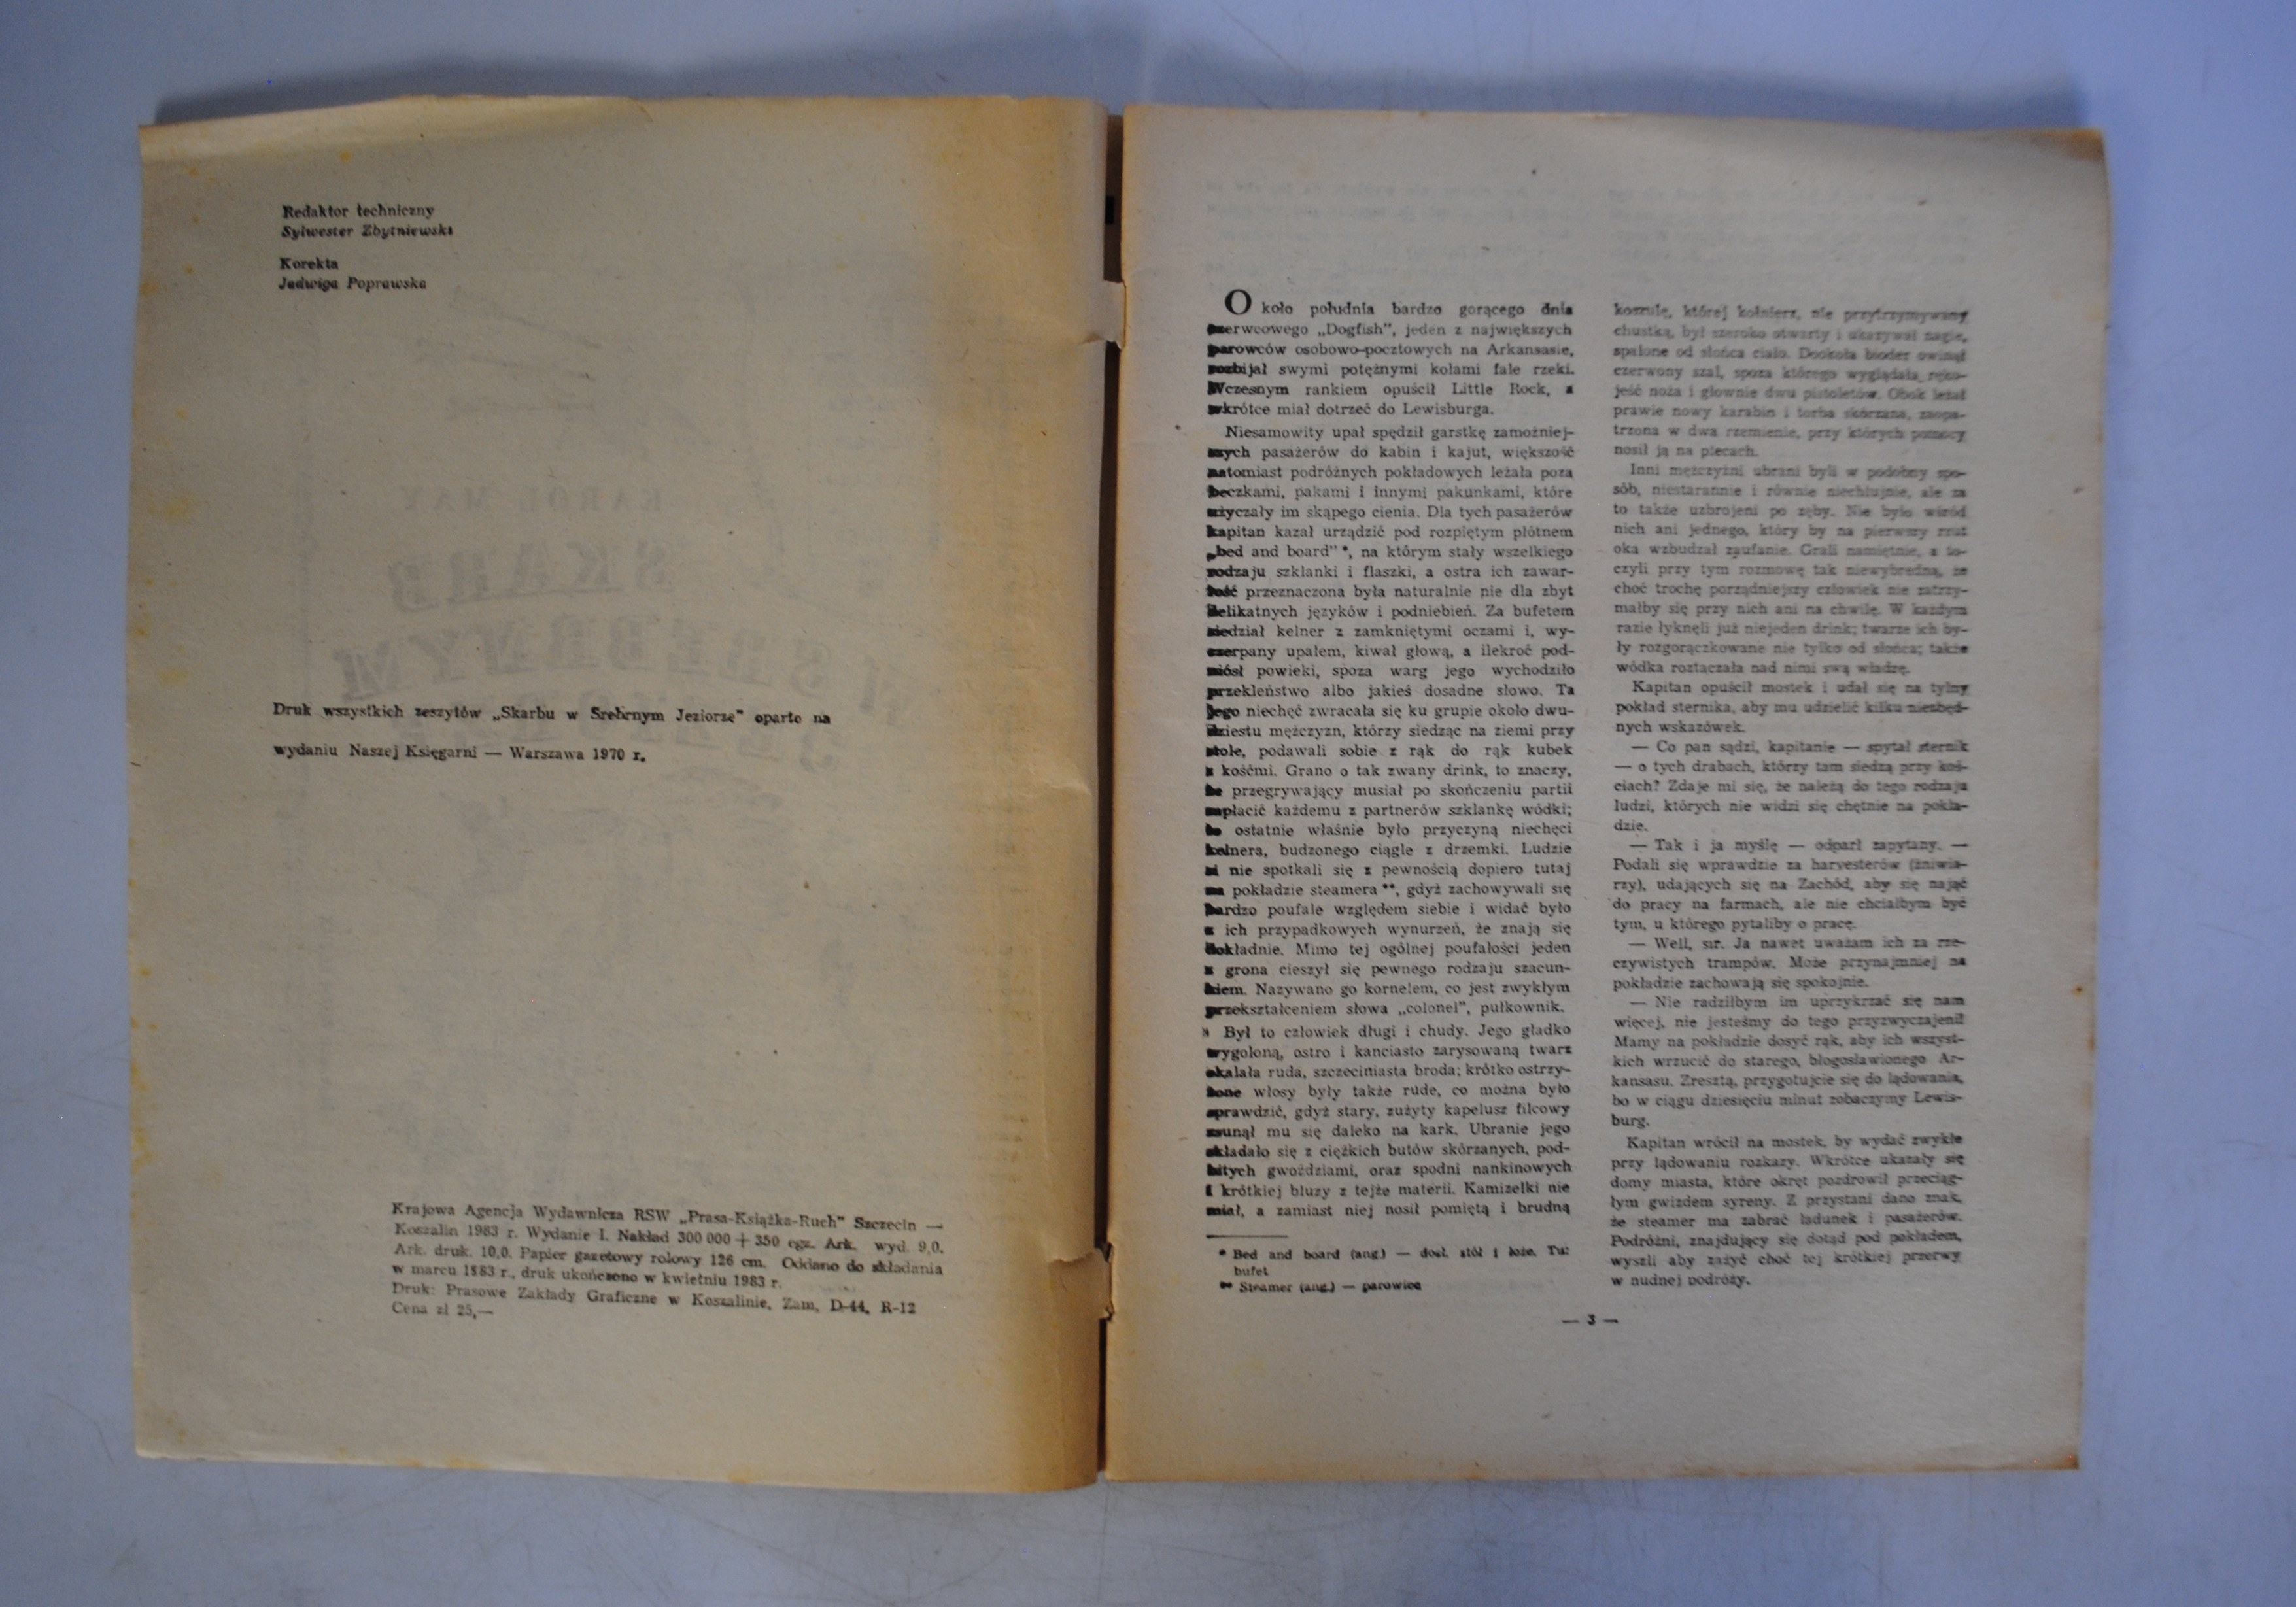 Redaktor techniczny
Sylwester Zbytniewski
Korekta
Jadwiga Poprawska
Druk wszystkich zeszytów „Skarbu w Srebrnym Jeziorze" oparto na
wydaniu Naszej Księgarni — Warszawa 1970 r.
Krajowa Agencja Wydawnicza RSW „Prasa-Książka-Ruch" Szczecin —
Koszalin 1983 r. Wydanie I. Nakład 300 000 + 350 egz. Ark. wyd. 9,0.
Ark. druk. 10,0. Papier gazetowy rolowy 126 cm. Oddano do składania
w marcu 1983 r., druk ukończono w kwietniu 1983 r.
Druk: Prasowe Zakłady Graficzne w Koszalinie. Zam. D-44, R-12
Cena zł 25,—
Około południa bardzo gorącego dnia
czerwcowego „Dogfish", jeden z największych
parowców osobowo-pocztowych na Arkansasie,
rozbijał swymi potężnymi kołami fale rzeki.
Wczesnym rankiem opuścił Little Rock, a
wkrótce miał dotrzeć do Lewisburga.
Niesamowity upał spędził garstkę zamożniej-
szych pasażerów do kabin i kajut, większość
natomiast podróżnych pokładowych leżała poza
beczkami, pakami i innymi pakunkami, które
użyczały im skąpego cienia. Dla tych pasażerów
kapitan kazał urządzić pod rozpiętym płótnem
„bed and board" *, na którym stały wszelkiego
rodzaju szklanki i flaszki, a ostra ich zawar-
tość przeznaczona była naturalnie nie dla zbyt
delikatnych języków i podniebień. Za bufetem
siedział kelner z zamkniętymi oczami i, wy-
czerpany upałem, kiwał głową, a ilekroć pod-
niósł powieki, spoza warg jego wychodziło
przekleństwo albo jakieś dosadne słowo. Ta
jego niechęć zwracała się ku grupie około dwu-
dziestu mężczyzn, którzy siedząc na ziemi przy
stole, podawali sobie z rąk do rąk kubek
z kośćmi. Grano o tak zwany drink, to znaczy,
że przegrywający musiał po skończeniu partii
zapłacić każdemu z partnerów szklankę wódki;
to ostatnie właśnie było przyczyną niechęci
kelnera, budzonego ciągle z drzemki. Ludzie
ci nie spotkali się z pewnością dopiero tutaj
na pokładzie steamera **, gdyż zachowywali się
bardzo poufale względem siebie i widać było
z ich przypadkowych wynurzeń, że znają się
dokładnie. Mimo tej ogólnej poufałości jeden
z grona cieszył się pewnego rodzaju szacun-
kiem. Nazywano go kornelem, co jest zwykłym
przekształceniem słowa „colonel", pułkownik.
Był to człowiek długi i chudy. Jego gładko
wygoloną, ostro i kanciasto zarysowaną twarz
okalała ruda, szczeciniasta broda; krótko ostrzy-
żone włosy były także rude, co można było
sprawdzić, gdyż stary, zużyty kapelusz filcowy
zsunął mu się daleko na kark. Ubranie jego
składało się z ciężkich butów skórzanych, pod-
bitych gwoździami, oraz spodni nankinowych
i krótkiej bluzy z tejże materii. Kamizelki nie
miał, a zamiast niej nosił pomiętą i brudną
* Bed and board (ang.) — dosł. stół i łoże. Tu:
bufet
** Steamer (ang.) — parowiec
koszulę, której kołnierz, nie przytrzymywany
chustką, był szeroko otwarty i ukazywał nagie,
spalone od słońca ciało. Dookoła bioder owinął
czerwony szal, spoza którego wyglądała ręko-
jeść noża i głownie dwu pistoletów. Obok leżał
prawie nowy karabin i torba skórzana, zaopa-
trzona w dwa rzemienie, przy których pomocy
nosił ją na plecach.
Inni mężczyźni ubrani byli w podobny spo-
sób, niestarannie i równie niechlujnie, ale za
to także uzbrojeni po zęby. Nie było wśród
nich ani jednego, który by na pierwszy rzut
oka wzbudzał zaufanie. Grali namiętnie, a to-
czyli przy tym rozmowę tak niewybredną, że
choć trochę porządniejszy człowiek nie zatrzy-
małby się przy nich ani na chwilę. W każdym
razie łyknęli już niejeden drink; twarze ich by-
ły rozgorączkowane nie tylko od słońca; także
wódka roztaczała nad nimi swą władzę.
Kapitan opuścił mostek i udał się na tylny
pokład sternika, aby mu udzielić kilku niezbęd-
nych wskazówek.
— Co pan sądzi, kapitanie — spytał sternik
— o tych drabach, którzy tam siedzą przy koś-
ciach? Zdaje mi się, że należą do tego rodzaju
ludzi, których nie widzi się chętnie na pokła-
dzie.
— Tak i ja myślę — odparł zapytany. —
Podali się wprawdzie za harvesterów (żniwia-
rzy), udających się na Zachód, aby się nająć
do pracy na farmach, ale nie chciałbym być
tym, u którego pytaliby o pracę.
— Well, sir. Ja nawet uważam ich za rze-
czywistych trampów. Może przynajmniej na
pokładzie zachowają się spokojnie.
— Nie radziłbym im uprzykrzać się nam
więcej, nie jesteśmy do tego przyzwyczajeni!
Mamy na pokładzie dosyć rąk, aby ich wszyst-
kich wrzucić do starego, błogosławionego Ar-
kansasu. Zresztą, przygotujcie się do lądowania,
bo w ciągu dziesięciu minut zobaczymy Lewis-
burg.
Kapitan wrócił na mostek, by wydać zwykłe
przy lądowaniu rozkazy. Wkrótce ukazały się
domy miasta, które okręt pozdrowił przeciąg-
łym gwizdem syreny. Z przystani dano znak,
że steamer ma zabrać ładunek i pasażerów.
Podróżni, znajdujący się dotąd pod pokładem,
wyszli aby zażyć choć tej krótkiej przerwy
w nudnej podróży.
— 3 —